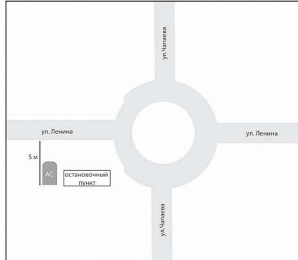 ул.Чапаева
ул. Ленина
ул. Ленина
5 м
АС
остановочный
пункт
ул.Чапаева